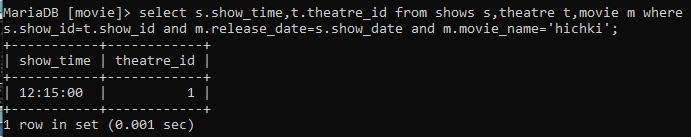 MariaDB [movie]> select s.show_time,t.theatre_id from shows s,theatre t,movie m where
s.show_id=t.show_id and m.release_date=s.show_date and m.movie_name='hichki';
+-----------+------------+
| show_time | theatre_id |
+-----------+------------+
| 12:15:00  |          1 |
+-----------+------------+
1 row in set (0.001 sec)